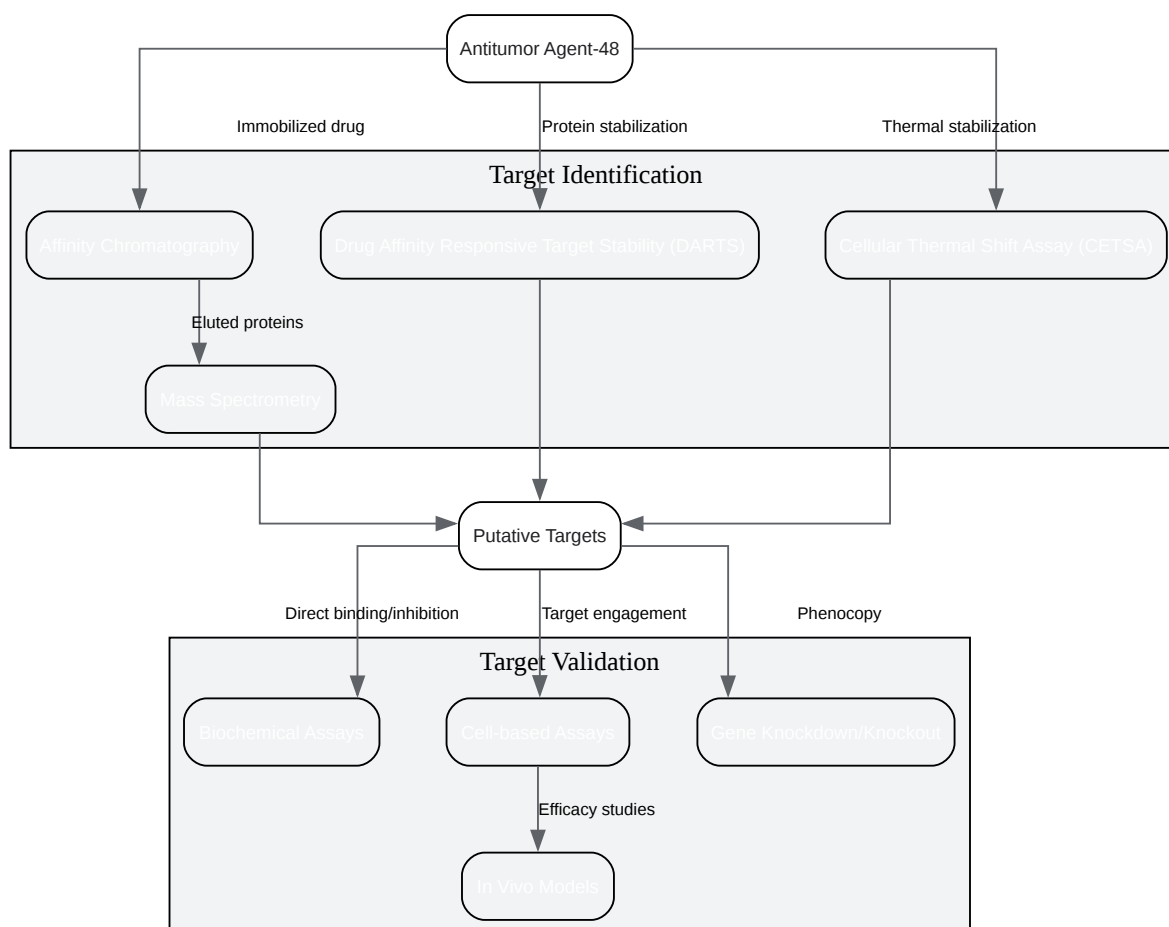 Antitumor Agent-48
Immobilized drug
Protein stabilization
Thermal stabilization
Target Identification
Affinity Chromatography
Drug Affinity Responsive Target Stability (DARTS)
Cellular Thermal Shift Assay (CETSA)
Eluted proteins
Mass Spectrometry
Putative Targets
Direct binding/inhibition
Target engagement
Phenocopy
Target Validation
Biochemical Assays
Cell-based Assays
Gene Knockdown/Knockout
Efficacy studies
In Vivo Models